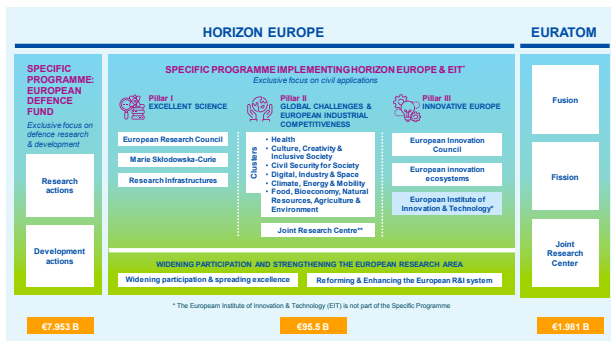 HORIZON EUROPE
EURATOM
SPECIFIC
PROGRAMME:
EUROPEAN
DEFENCE
FUND
Exclusive focus on
defence research
& development
Research
actions
Development
actions
SPECIFIC PROGRAMME IMPLEMENTING HORIZON EUROPE & EIT*
Exclusive focus on civil applications
Pillar I
EXCELLENT SCIENCE
European Research Council
Marie Skłodowska-Curie
Research Infrastructures
Pillar II
GLOBAL CHALLENGES &
EUROPEAN INDUSTRIAL
COMPETITIVENESS
Clusters
• Health
• Culture, Creativity &
Inclusive Society
• Civil Security for Society
• Digital, Industry & Space
• Climate, Energy & Mobility
• Food, Bioeconomy, Natural
Resources, Agriculture &
Environment
Joint Research Centre**
Pillar III
INNOVATIVE EUROPE
European Innovation
Council
European innovation
ecosystems
European Institute of
Innovation & Technology*
WIDENING PARTICIPATION AND STRENGTHENING THE EUROPEAN RESEARCH AREA
Widening participation & spreading excellence
Reforming & Enhancing the European R&I system
Fusion
Fission
Joint
Research
Center
* The Europeam Institute of Innovation & Technology (EIT) is not part of the Specific Programme
€7.953 B
€95.5 B
€1.981 B